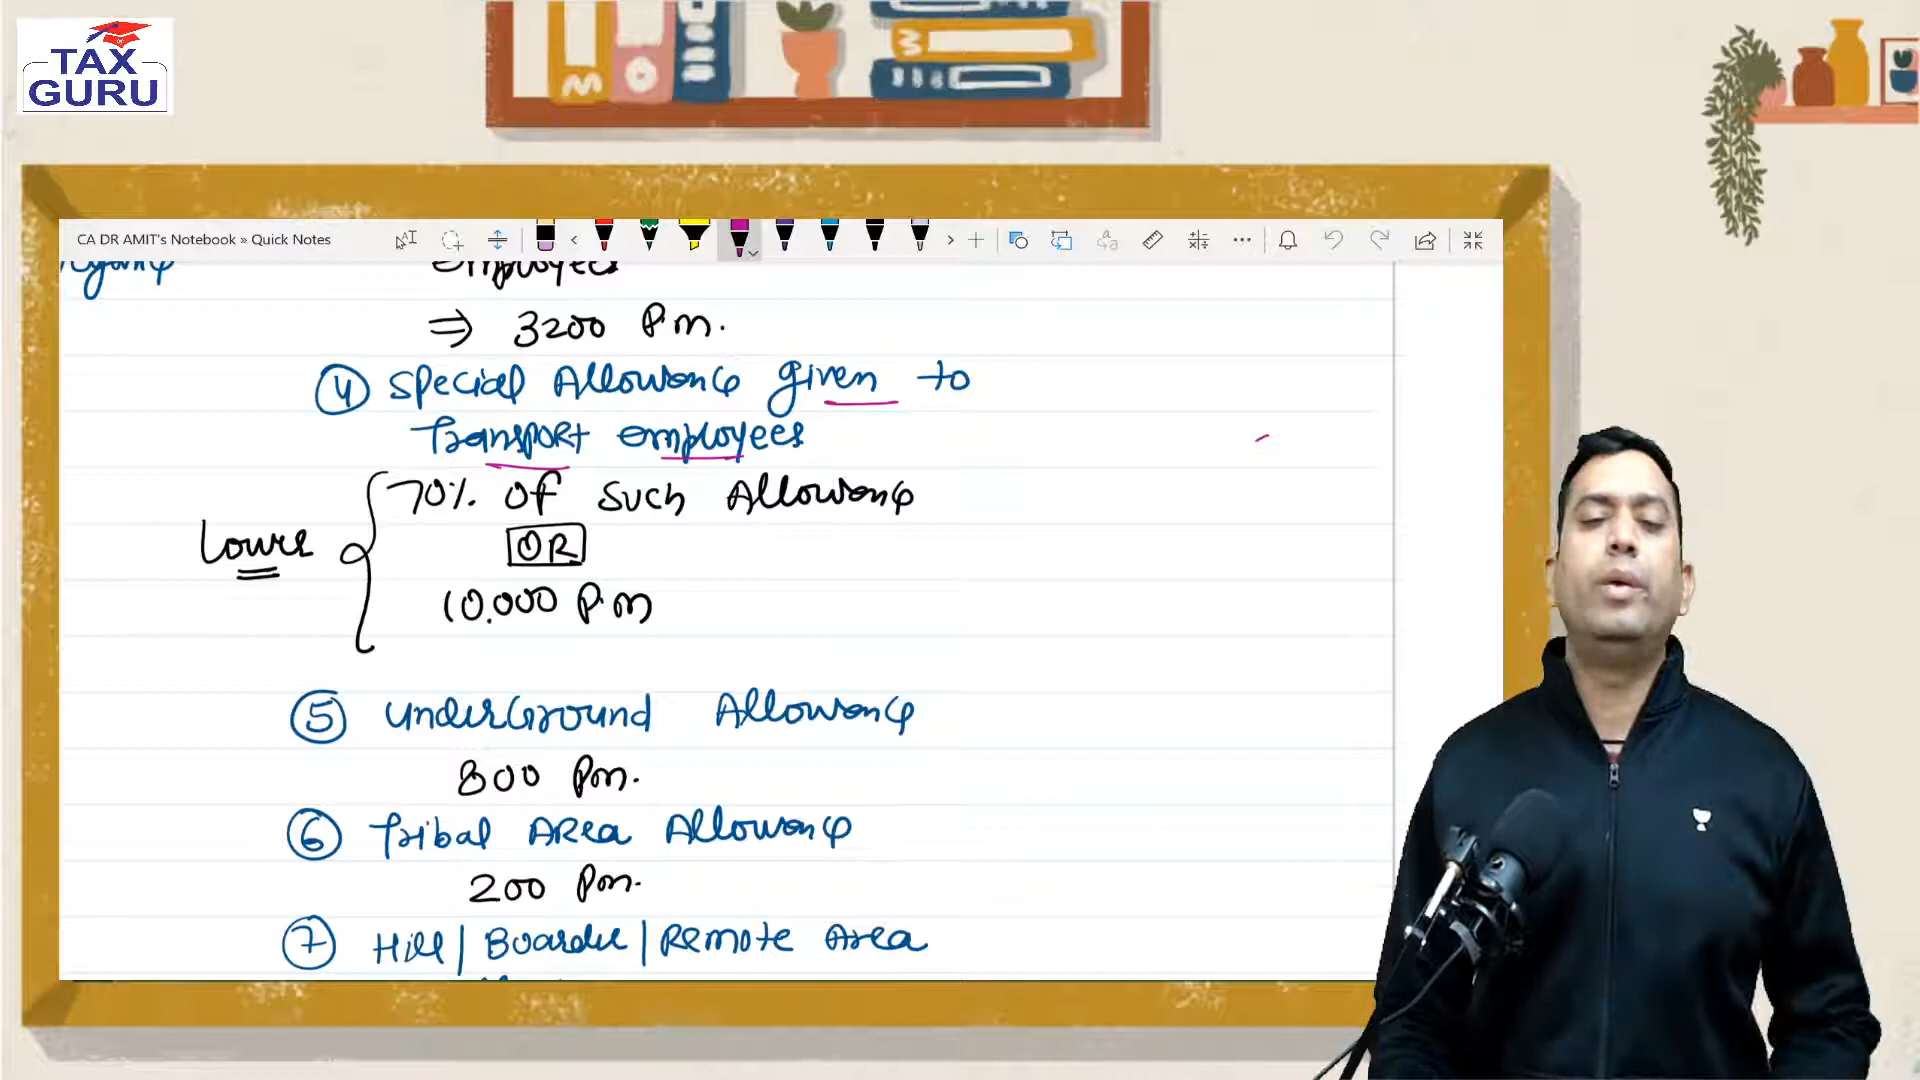 TAX
GURU
CA DR AMIT's Notebook » Quick Notes
employees
⇒ 3200 P.m.
④ Special Allowance given to
Transport employees
70% of such Allowance
Lower
OR
10,000 P.m
⑤ Underground Allowance
800 Pm.
⑥ Tribal Area Allowance
200 Pm.
⑦ Hill | Boarder | Remote Area